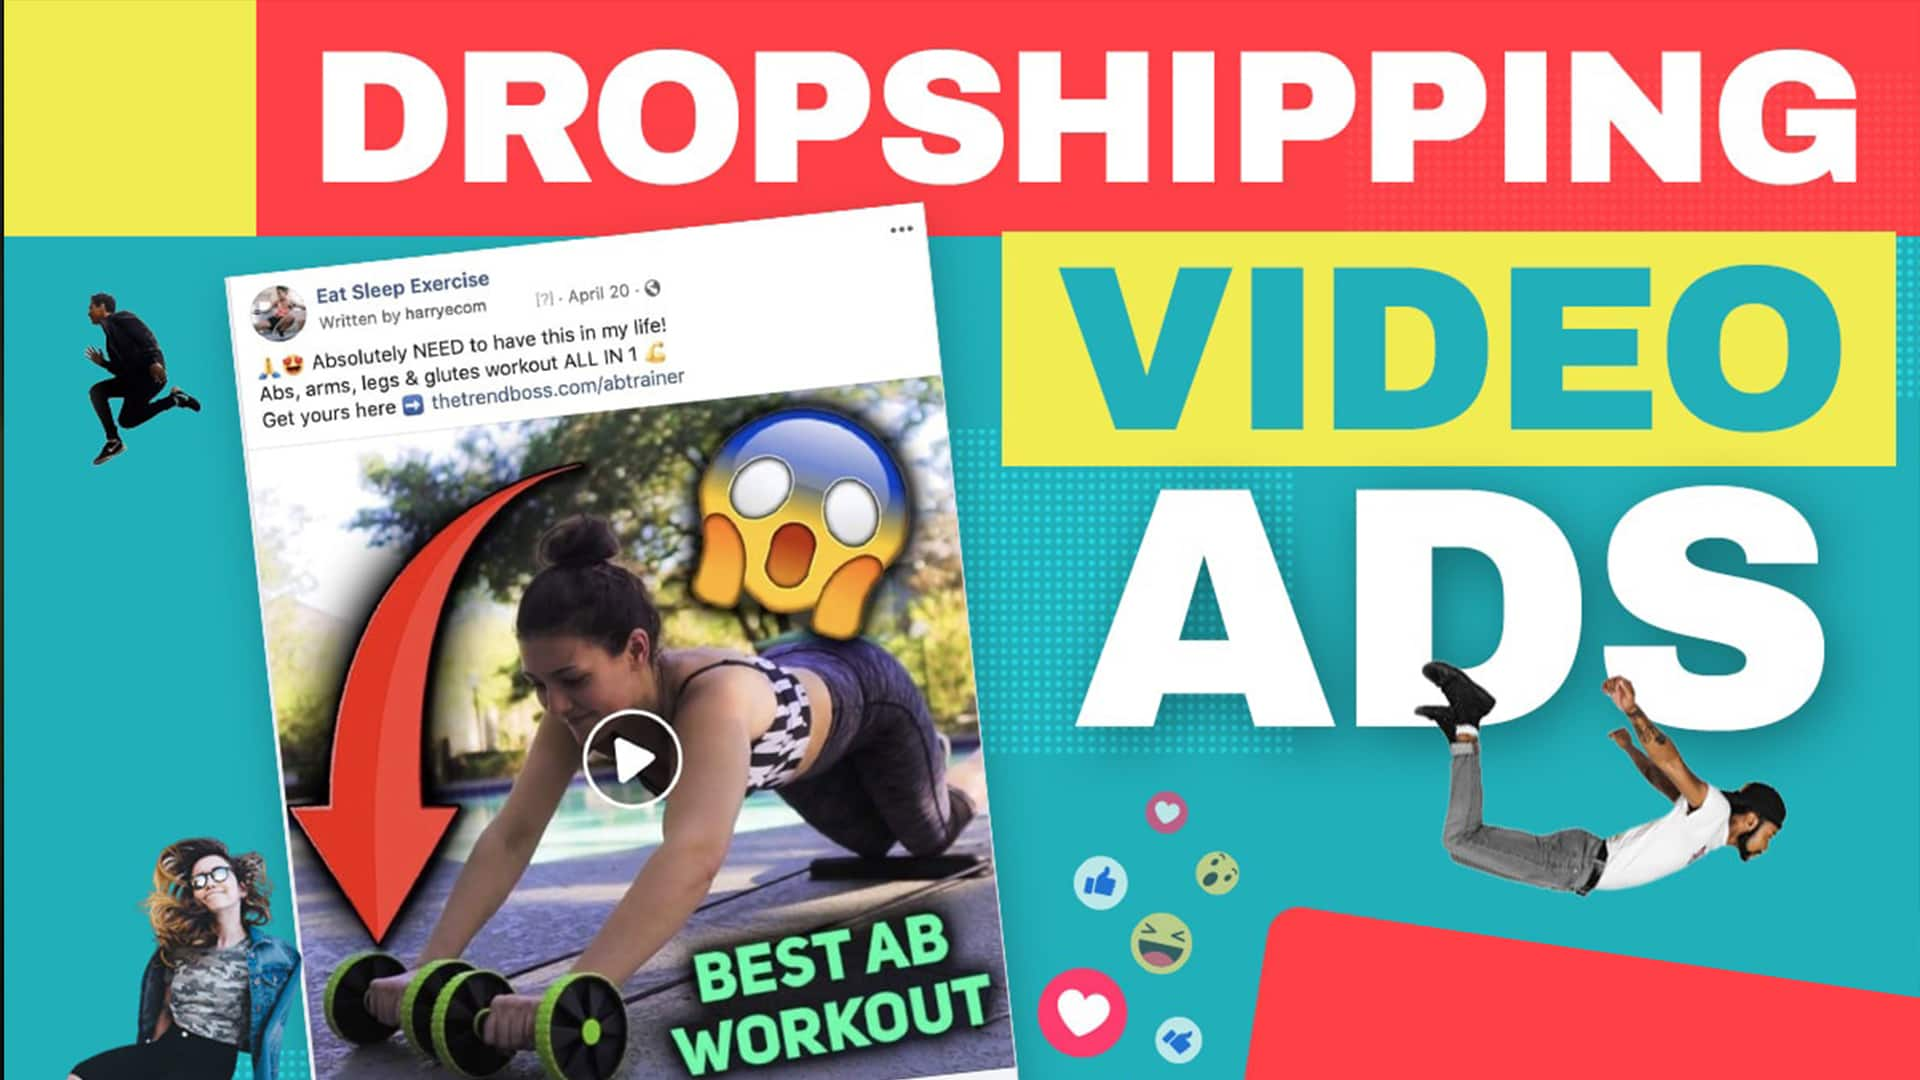 DROPSHIPPING
VIDEO
ADS
Eat Sleep Exercise
Written by harryecom [?] · April 20 ·
🙏😍 Absolutely NEED to have this in my life!
Abs, arms, legs & glutes workout ALL IN 1 💪
Get yours here ➡️ thetrendboss.com/abtrainer
BEST AB
WORKOUT